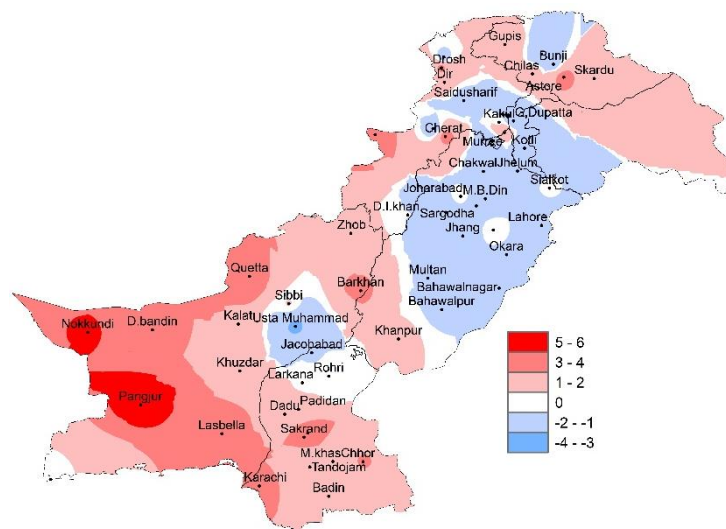 Gupis
Bunji
Drosh
Dir
Chilas
Skardu
Astore
Saidusharif
Kakul
G.Dupatta
Cherat
Murree
Kotli
Chakwal
Jhelum
Sialkot
Joharabad
M.B.Din
D.I.khan
Sargodha
Lahore
Zhob
Jhang
Okara
Quetta
Multan
Barkhan
Bahawalnagar
Sibbi
Bahawalpur
Nokkundi
D.bandin
Kalat
Usta Muhammad
Khanpur
Jacobabad
Khuzdar
Rohri
Larkana
Panjgur
Padidan
Dadu
Lasbella
Sakrand
M.khas
Chhor
Tandojam
Karachi
Badin
5 - 6
3 - 4
1 - 2
0
-2 - -1
-4 - -3